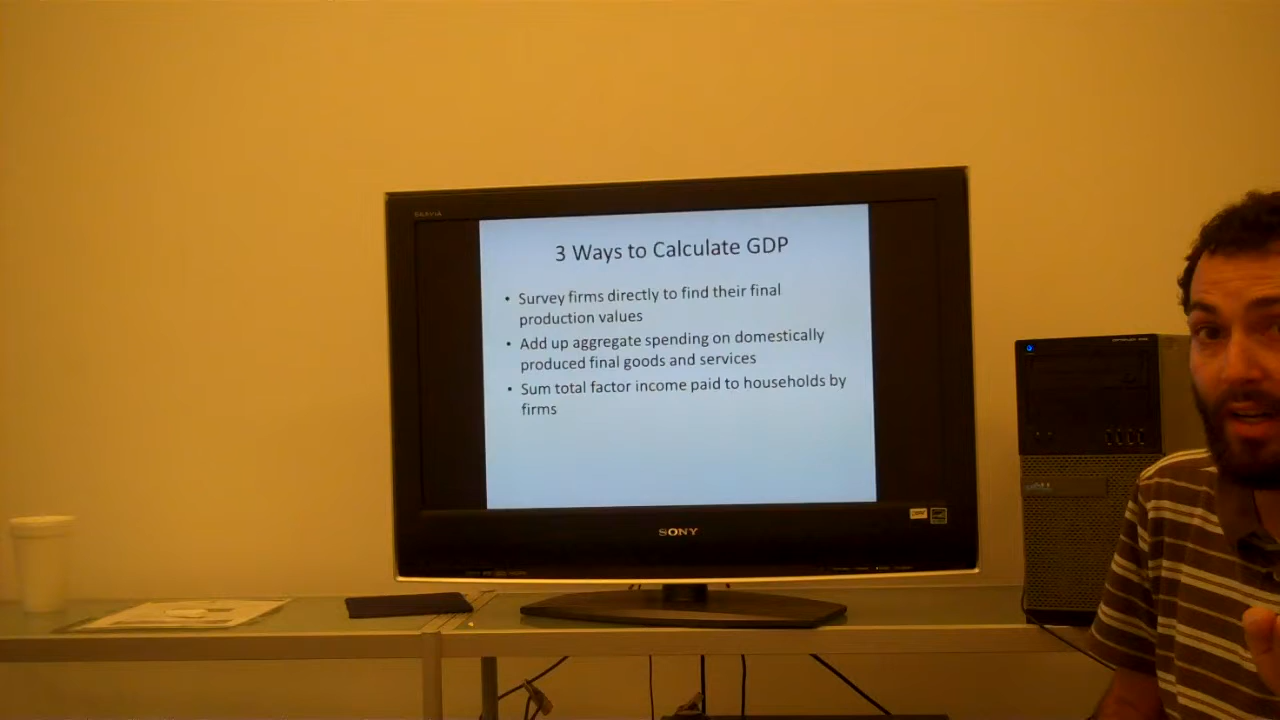 BRAVIA
3 Ways to Calculate GDP
• Survey firms directly to find their final
production values
• Add up aggregate spending on domestically
produced final goods and services
• Sum total factor income paid to households by
firms
SONY